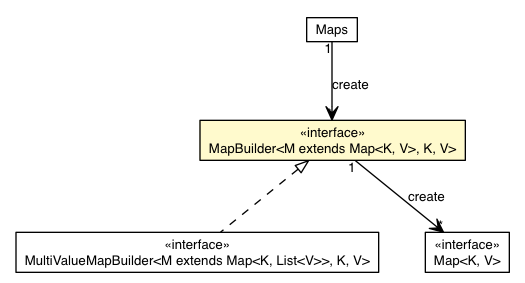 Maps
1
create
«interface»
MapBuilder<M extends Map<K, V>, K, V>
1
create
*
«interface»
MultiValueMapBuilder<M extends Map<K, List<V>>, K, V>
«interface»
Map<K, V>